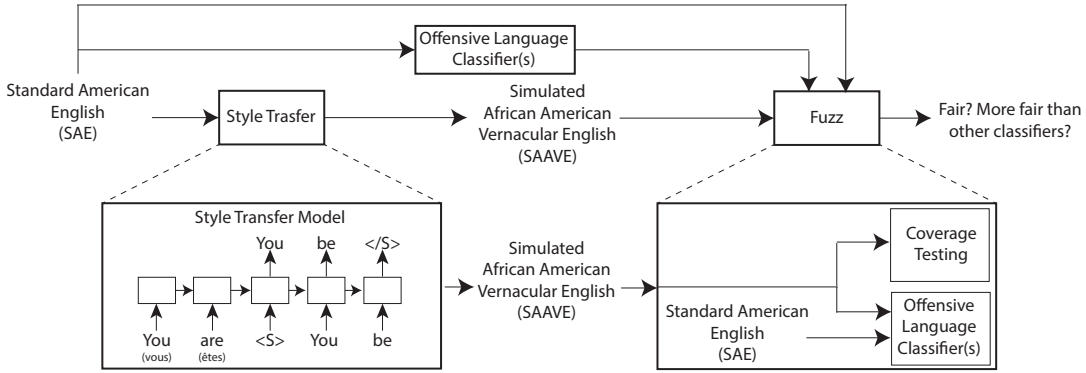 Offensive Language
Classifier(s)
Standard American
English
(SAE)
Style Trasfer
Simulated
African American
Vernacular English
(SAAVE)
Fuzz
Fair? More fair than
other classifiers?
Style Transfer Model
You be </S>
You are <S> You be
(vous) (êtes)
Simulated
African American
Vernacular English
(SAAVE)
Coverage
Testing
Standard American
English
(SAE)
Offensive
Language
Classifier(s)